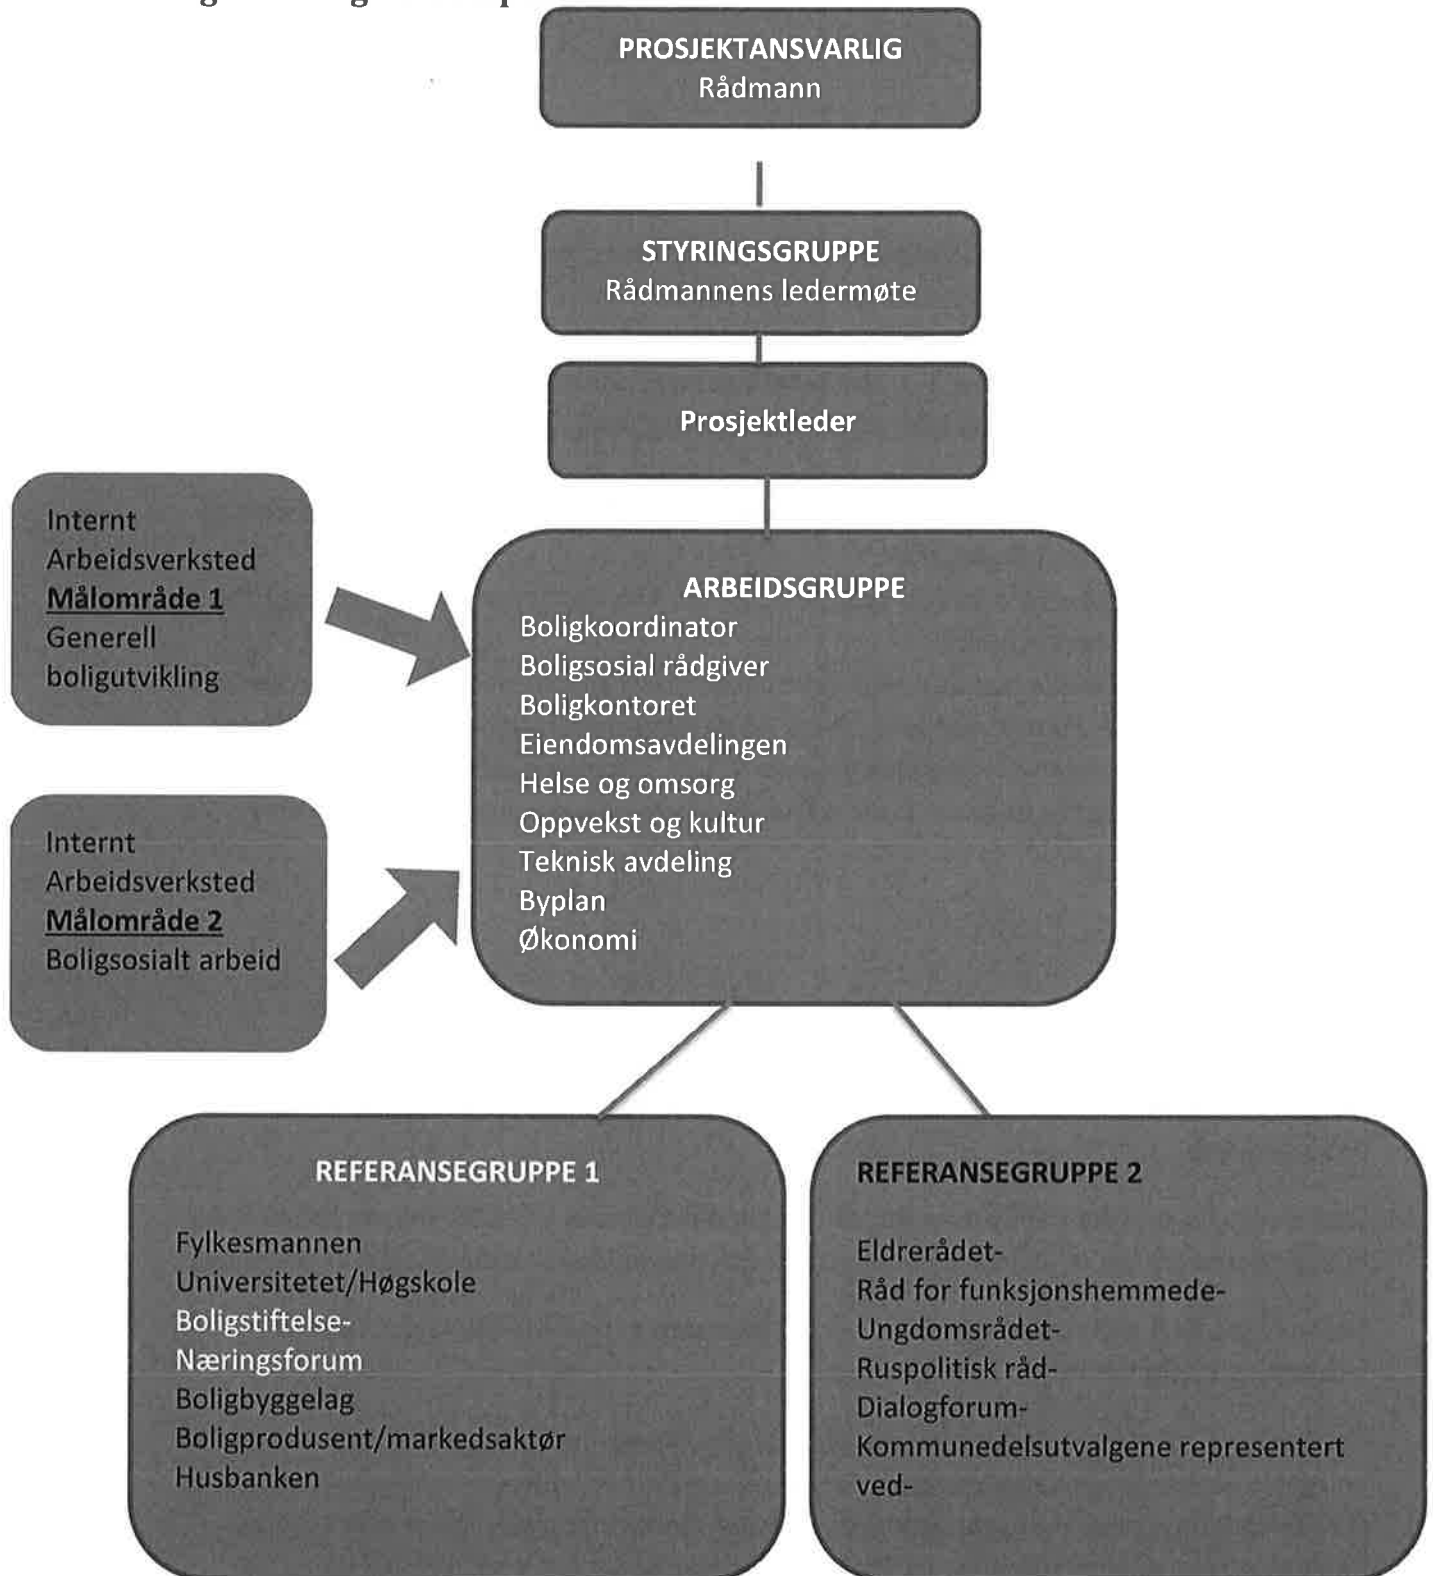 PROSJEKTANSVARLIG
Rådmann
STYRINGSGRUPPE
Rådmannens ledermøte
Prosjektleder
Internt
Arbeidsverksted
Målområde 1
Generell
boligutvikling
Internt
Arbeidsverksted
Målområde 2
Boligsosialt arbeid
ARBEIDSGRUPPE
Boligkoordinator
Boligsosial rådgiver
Boligkontoret
Eiendomsavdelingen
Helse og omsorg
Oppvekst og kultur
Teknisk avdeling
Byplan
Økonomi
REFERANSEGRUPPE 1
Fylkesmannen
Universitetet/Høgskole
Boligstiftelse-
Næringsforum
Boligbyggelag
Boligprodusent/markedsaktør
Husbanken
REFERANSEGRUPPE 2
Eldrerådet-
Råd for funksjonshemmede-
Ungdomsrådet-
Ruspolitisk råd-
Dialogforum-
Kommunedelsutvalgene representert
ved-